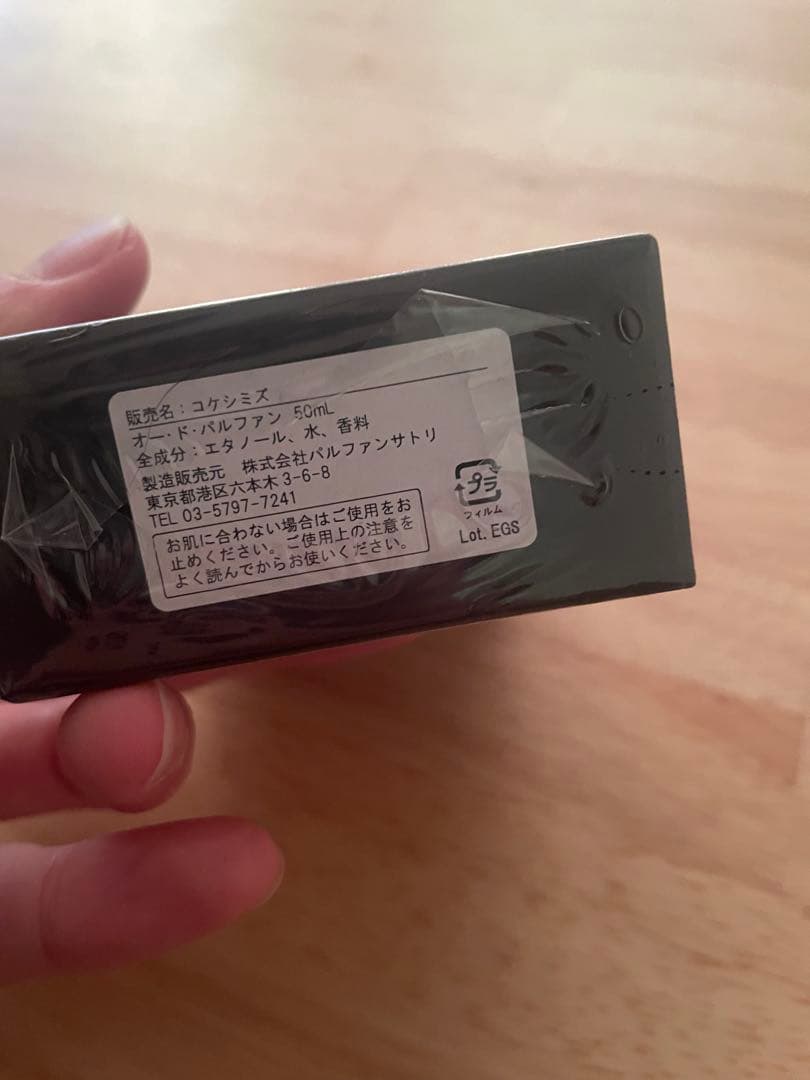 販売名:コケシミズ
オー・ド・パルファン 50mL
全成分:エタノール、水、香料
製造販売元 株式会社パルファンサトリ
東京都港区六本木3-6-8
TEL 03-5797-7241
お肌に合わない場合はご使用をお
止めください。ご使用上の注意を
よく読んでからお使いください。
プラ
フィルム
Lot. EGS